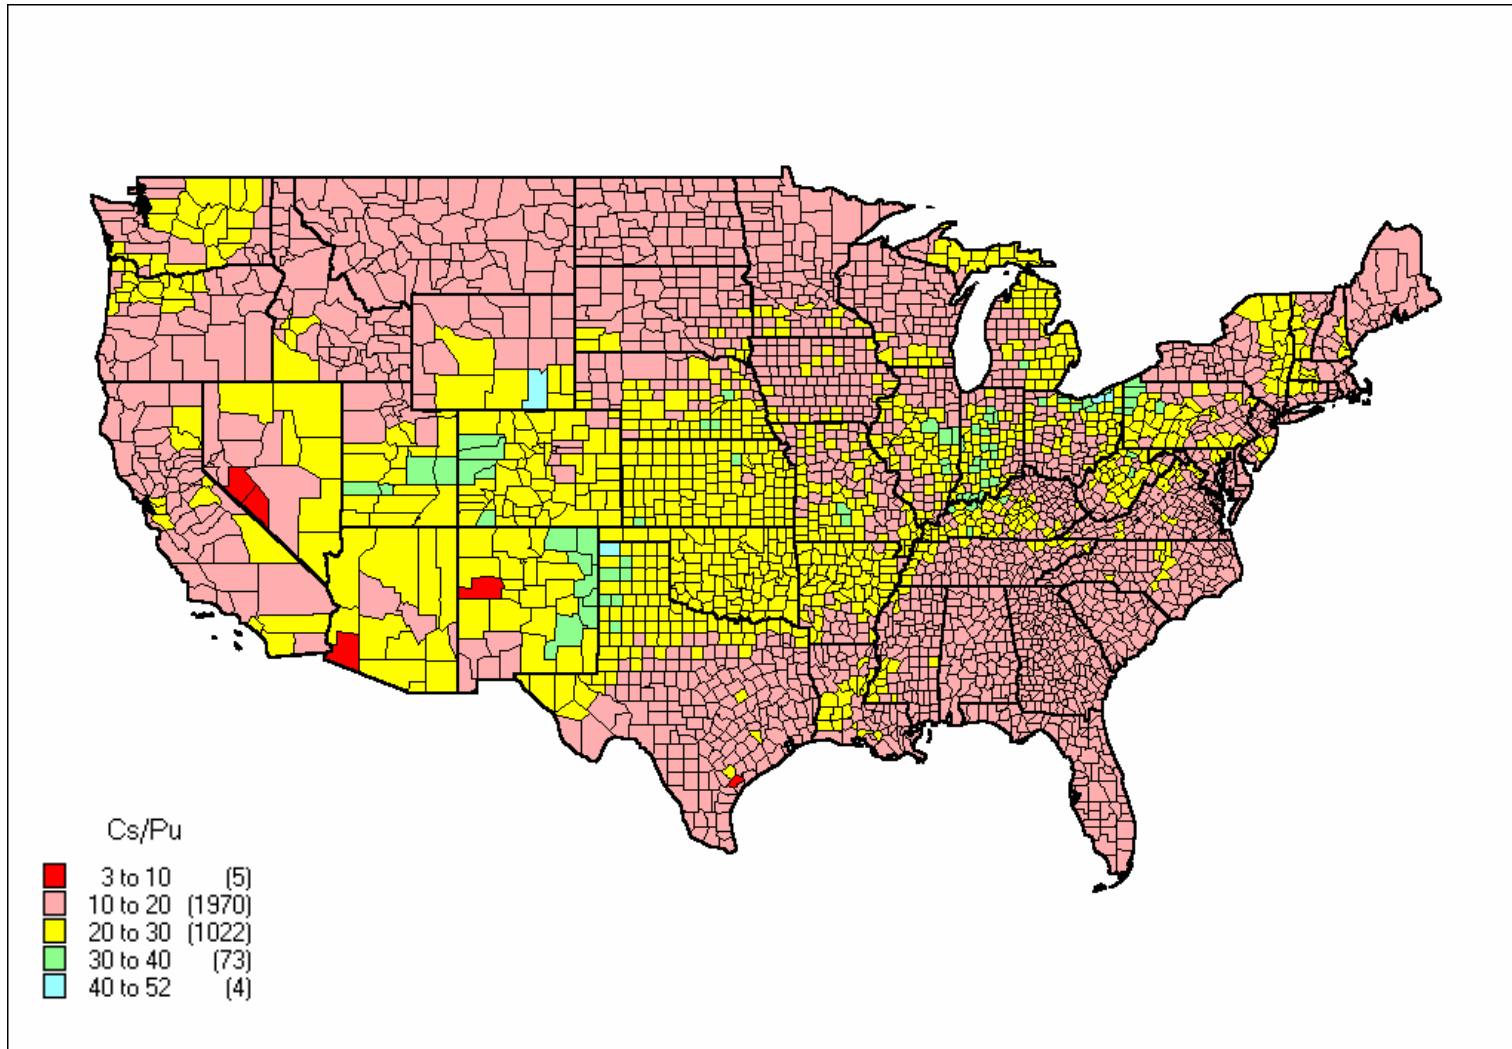 Cs/Pu
3 to 10 (5)
10 to 20 (1970)
20 to 30 (1022)
30 to 40 (73)
40 to 52 (4)